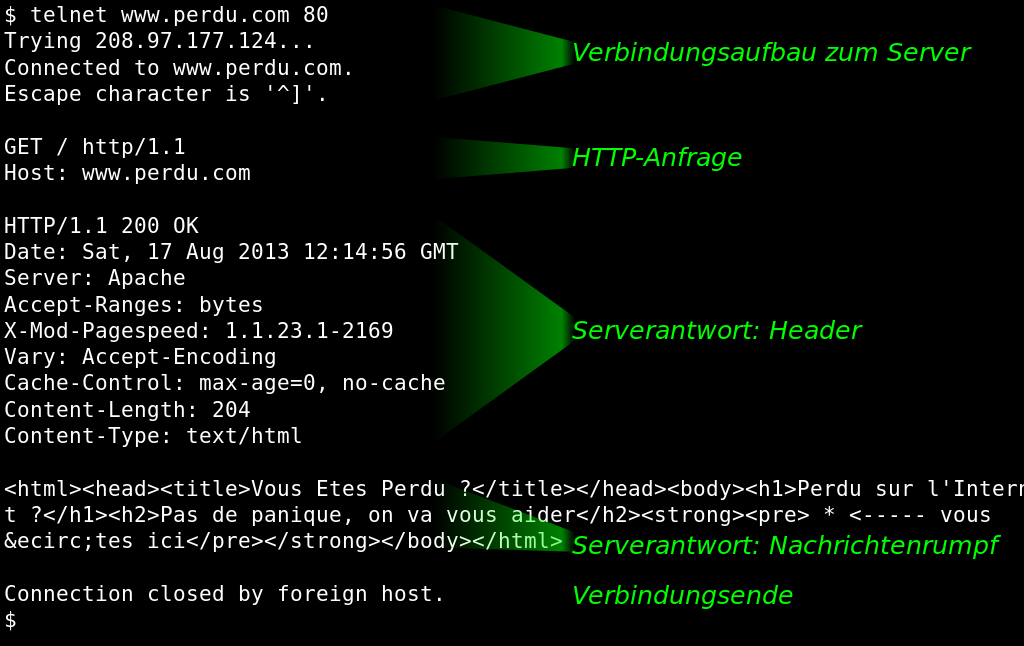 $ telnet www.perdu.com 80
Trying 208.97.177.124...
Connected to www.perdu.com.
Escape character is '^]'.
Verbindungsaufbau zum Server
GET / http/1.1
Host: www.perdu.com
HTTP-Anfrage
HTTP/1.1 200 OK
Date: Sat, 17 Aug 2013 12:14:56 GMT
Server: Apache
Accept-Ranges: bytes
X-Mod-Pagespeed: 1.1.23.1-2169
Vary: Accept-Encoding
Cache-Control: max-age=0, no-cache
Content-Length: 204
Content-Type: text/html
Serverantwort: Header
<html><head><title>Vous Etes Perdu ?</title></head><body><h1>Perdu sur l'Intern
t ?</h1><h2>Pas de panique, on va vous aider</h2><strong><pre> * <----- vous
&ecirc;tes ici</pre></strong></body></html>
Serverantwort: Nachrichtenrumpf
Connection closed by foreign host.
Verbindungsende
$